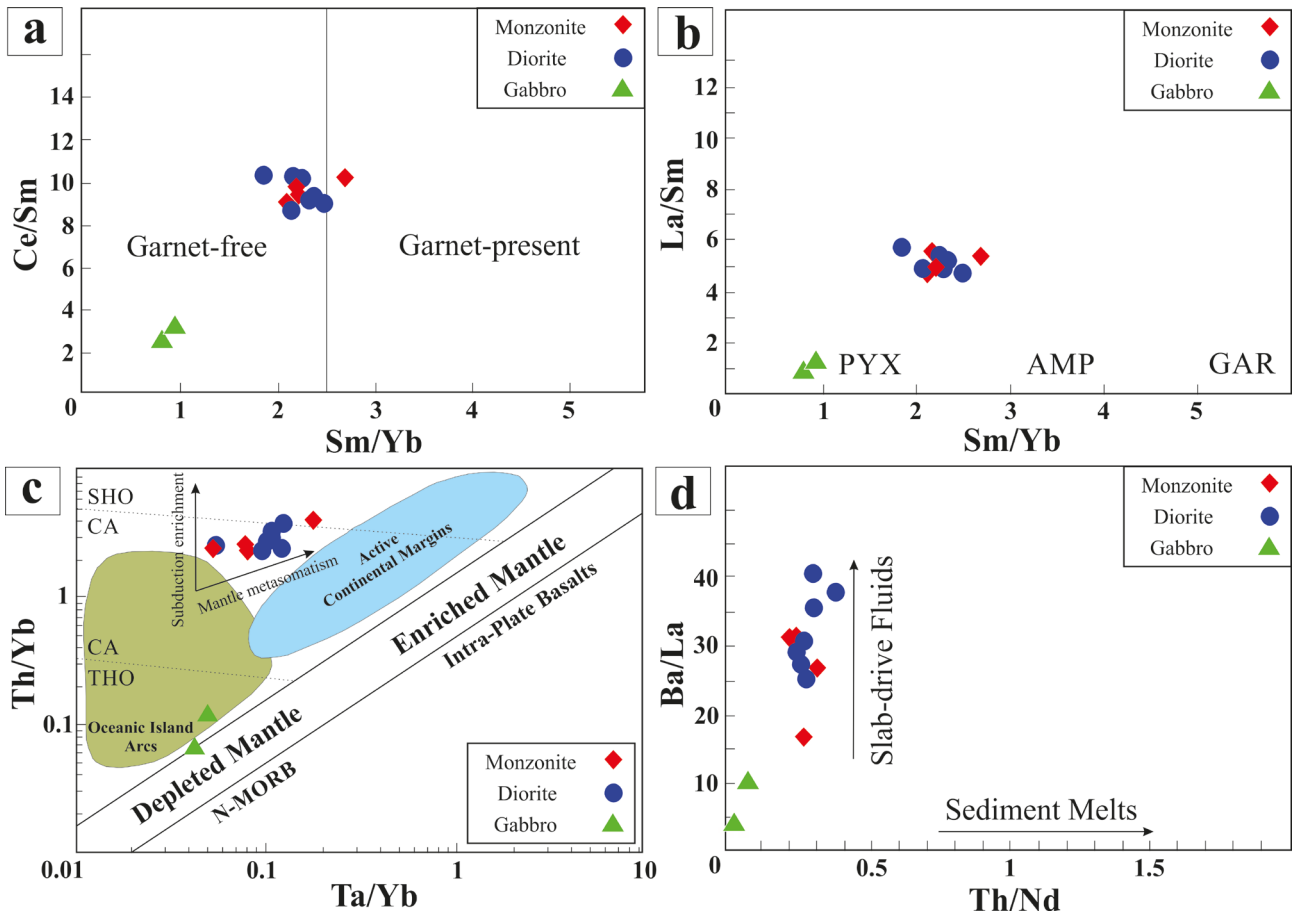 a
Monzonite
Diorite
Gabbro
14
12
10
8
6
4
2
0
Ce/Sm
Garnet-free
Garnet-present
1
2
3
4
5
Sm/Yb
b
Monzonite
Diorite
Gabbro
12
10
8
6
4
2
0
La/Sm
PYX
AMP
GAR
1
2
3
4
5
Sm/Yb
c
SHO
CA
CA
THO
Subduction enrichment
Mantle metasomatism
Active
Continental Margins
Oceanic Island
Arcs
Enriched Mantle
Depleted Mantle
Intra-Plate Basalts
N-MORB
Monzonite
Diorite
Gabbro
1
0.1
Th/Yb
0.01
0.1
1
10
Ta/Yb
d
Monzonite
Diorite
Gabbro
40
30
20
10
0
Ba/La
Slab-drive Fluids
Sediment Melts
0.5
1
1.5
Th/Nd